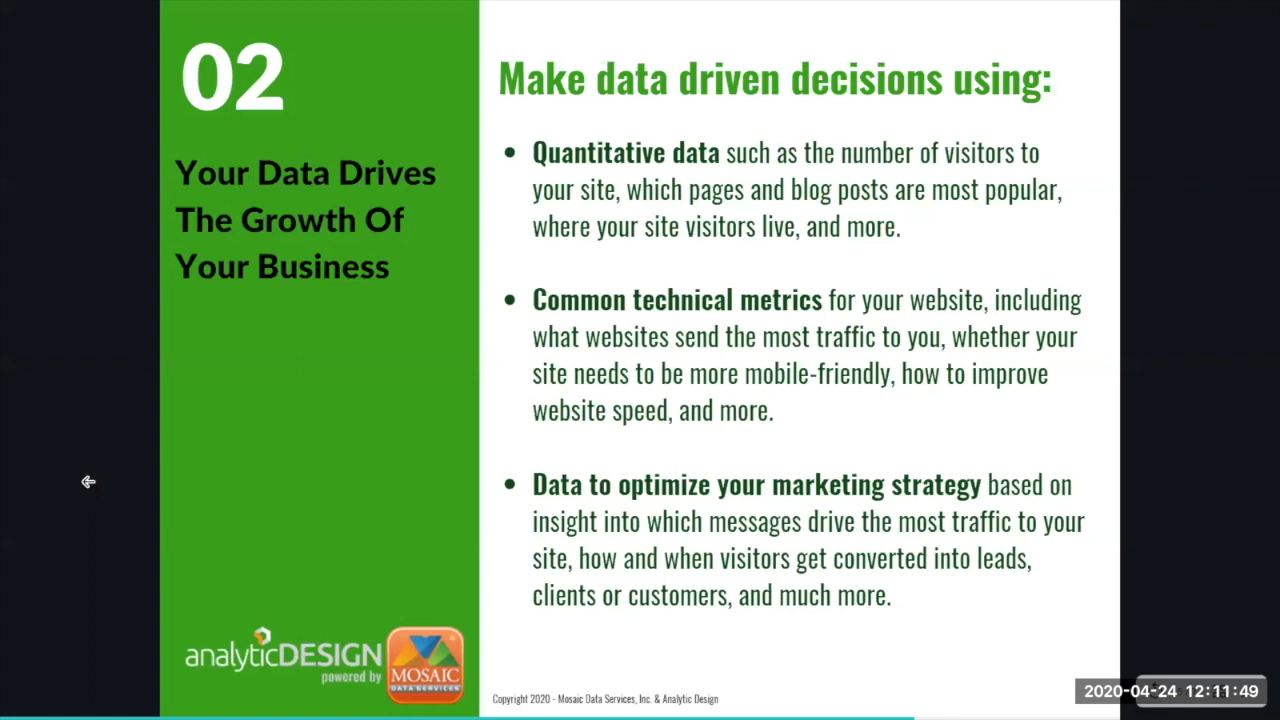 02
Your Data Drives
The Growth Of
Your Business
Make data driven decisions using:
• Quantitative data such as the number of visitors to
your site, which pages and blog posts are most popular,
where your site visitors live, and more.
• Common technical metrics for your website, including
what websites send the most traffic to you, whether your
site needs to be more mobile-friendly, how to improve
website speed, and more.
• Data to optimize your marketing strategy based on
insight into which messages drive the most traffic to your
site, how and when visitors get converted into leads,
clients or customers, and much more.
analyticDESIGN
powered by
MOSAIC
DATA SERVICES
Copyright 2020 - Mosaic Data Services, Inc. & Analytic Design
2020-04-24 12:11:49